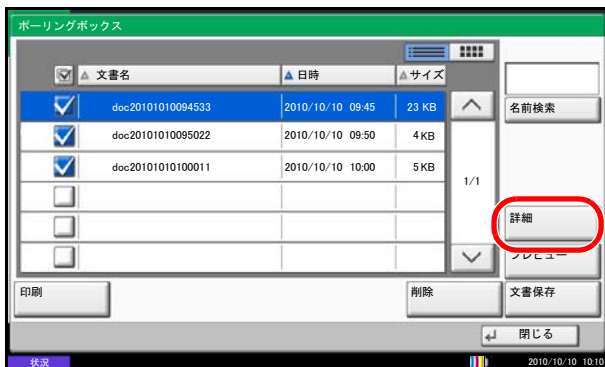 ポーリングボックス
文書名 日時 サイズ
doc20101010094533 2010/10/10 09:45 23 KB
doc20101010095022 2010/10/10 09:50 4 KB
doc20101010100011 2010/10/10 10:00 5 KB
1/1
名前検索
詳細
プレビュー
印刷 削除 文書保存
閉じる
状況 2010/10/10 10:10